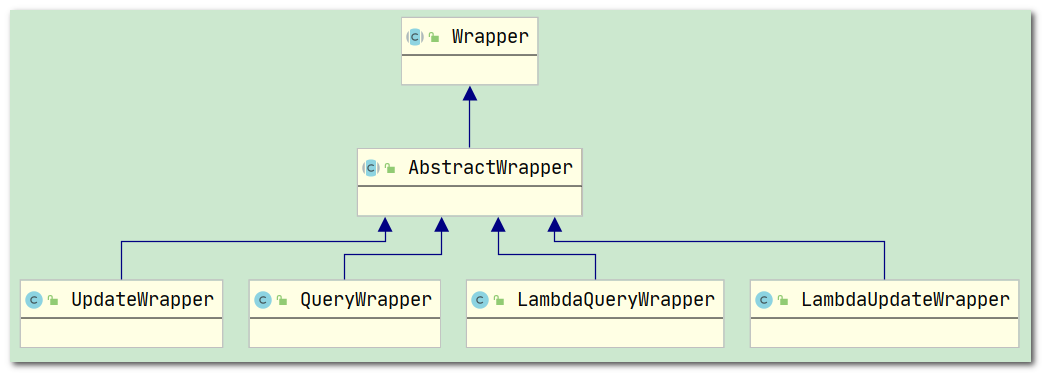 Wrapper
AbstractWrapper
UpdateWrapper
QueryWrapper
LambdaQueryWrapper
LambdaUpdateWrapper